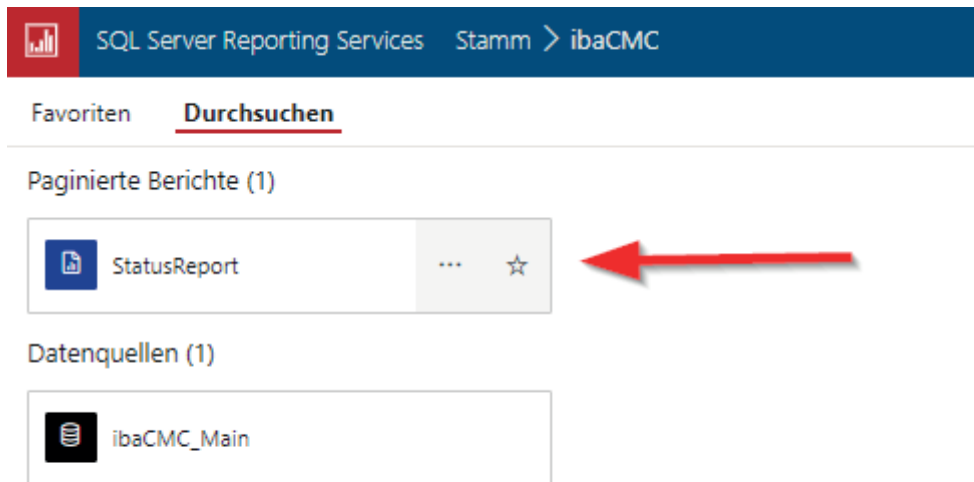 SQL Server Reporting Services Stamm > ibaCMC
Favoriten Durchsuchen
Paginierte Berichte (1)
StatusReport ...
Datenquellen (1)
ibaCMC_Main